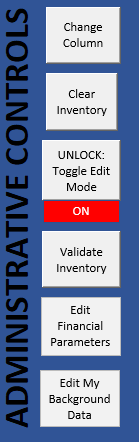 ADMINISTRATIVE CONTROLS
Change
Column
Clear
Inventory
UNLOCK:
Toggle Edit
Mode
ON
Validate
Inventory
Edit
Financial
Parameters
Edit My
Background
Data